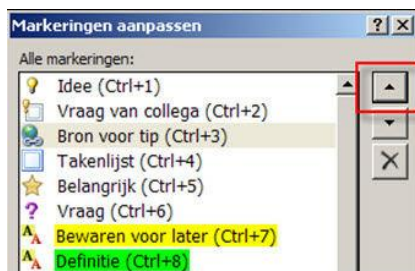 Markeringen aanpassen
Alle markeringen:
Idee (Ctrl+1)
Vraag van collega (Ctrl+2)
Bron voor tip (Ctrl+3)
Takenlijst (Ctrl+4)
Belangrijk (Ctrl+5)
Vraag (Ctrl+6)
Bewaren voor later (Ctrl+7)
Definitie (Ctrl+8)